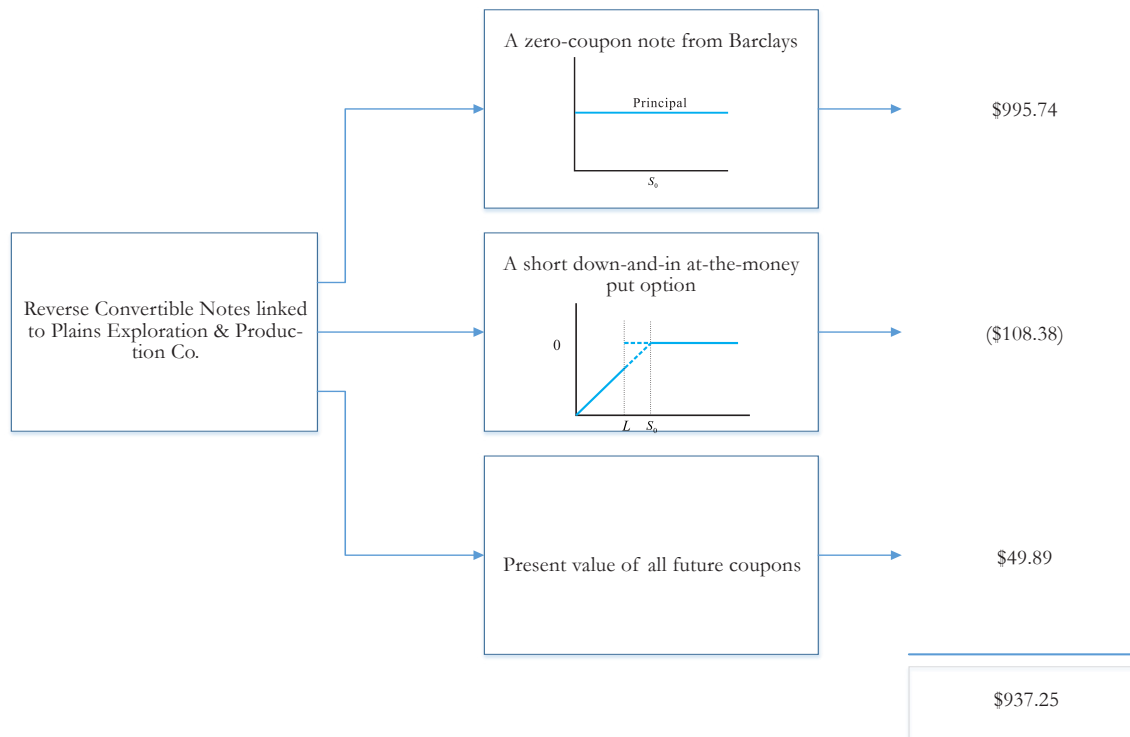 A zero-coupon note from Barclays
Principal
S₀
$995.74
Reverse Convertible Notes linked
to Plains Exploration & Produc-
tion Co.
A short down-and-in at-the-money
put option
0
L S₀
($108.38)
Present value of all future coupons
$49.89
$937.25